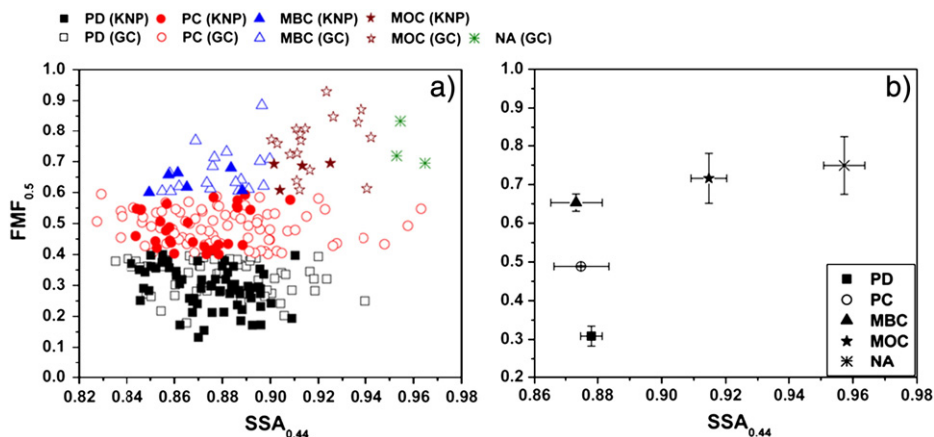 PD (KNP) PC (KNP) MBC (KNP) MOC (KNP)
PD (GC) PC (GC) MBC (GC) MOC (GC) NA (GC)
a)
1.0
0.9
0.8
0.7
0.6
0.5
0.4
0.3
0.2
0.1
0.0
FMF0.5
0.82 0.84 0.86 0.88 0.90 0.92 0.94 0.96 0.98
SSA0.44
b)
1.0
0.9
0.8
0.7
0.6
0.5
0.4
0.3
0.2
PD
PC
MBC
MOC
NA
0.86 0.88 0.90 0.92 0.94 0.96 0.98
SSA0.44